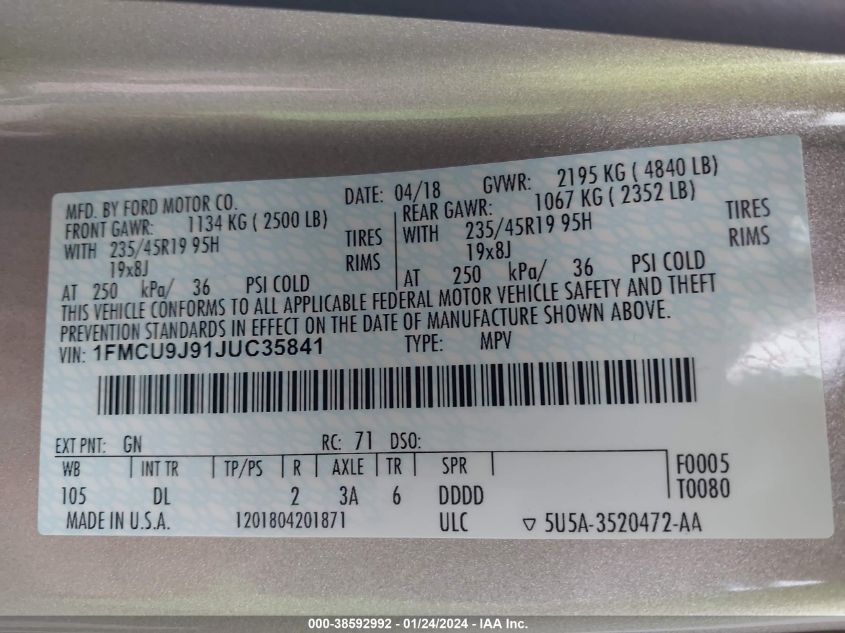 MFD. BY FORD MOTOR CO. DATE: 04/18 GVWR: 2195 KG ( 4840 LB)
FRONT GAWR: 1134 KG ( 2500 LB) REAR GAWR: 1067 KG ( 2352 LB)
WITH 235/45R19 95H TIRES WITH 235/45R19 95H TIRES
19x8J RIMS 19x8J RIMS
AT 250 kPa/ 36 PSI COLD AT 250 kPa/ 36 PSI COLD
THIS VEHICLE CONFORMS TO ALL APPLICABLE FEDERAL MOTOR VEHICLE SAFETY AND THEFT
PREVENTION STANDARDS IN EFFECT ON THE DATE OF MANUFACTURE SHOWN ABOVE.
VIN: 1FMCU9J91JUC35841 TYPE: MPV
EXT PNT: GN RC: 71 DSO:
WB INT TR TP/PS R AXLE TR SPR F0005
105 DL 2 3A 6 DDDD T0080
MADE IN U.S.A. 1201804201871 ULC ▽ 5U5A-3520472-AA
000-38592992 - 01/24/2024 - IAA Inc.